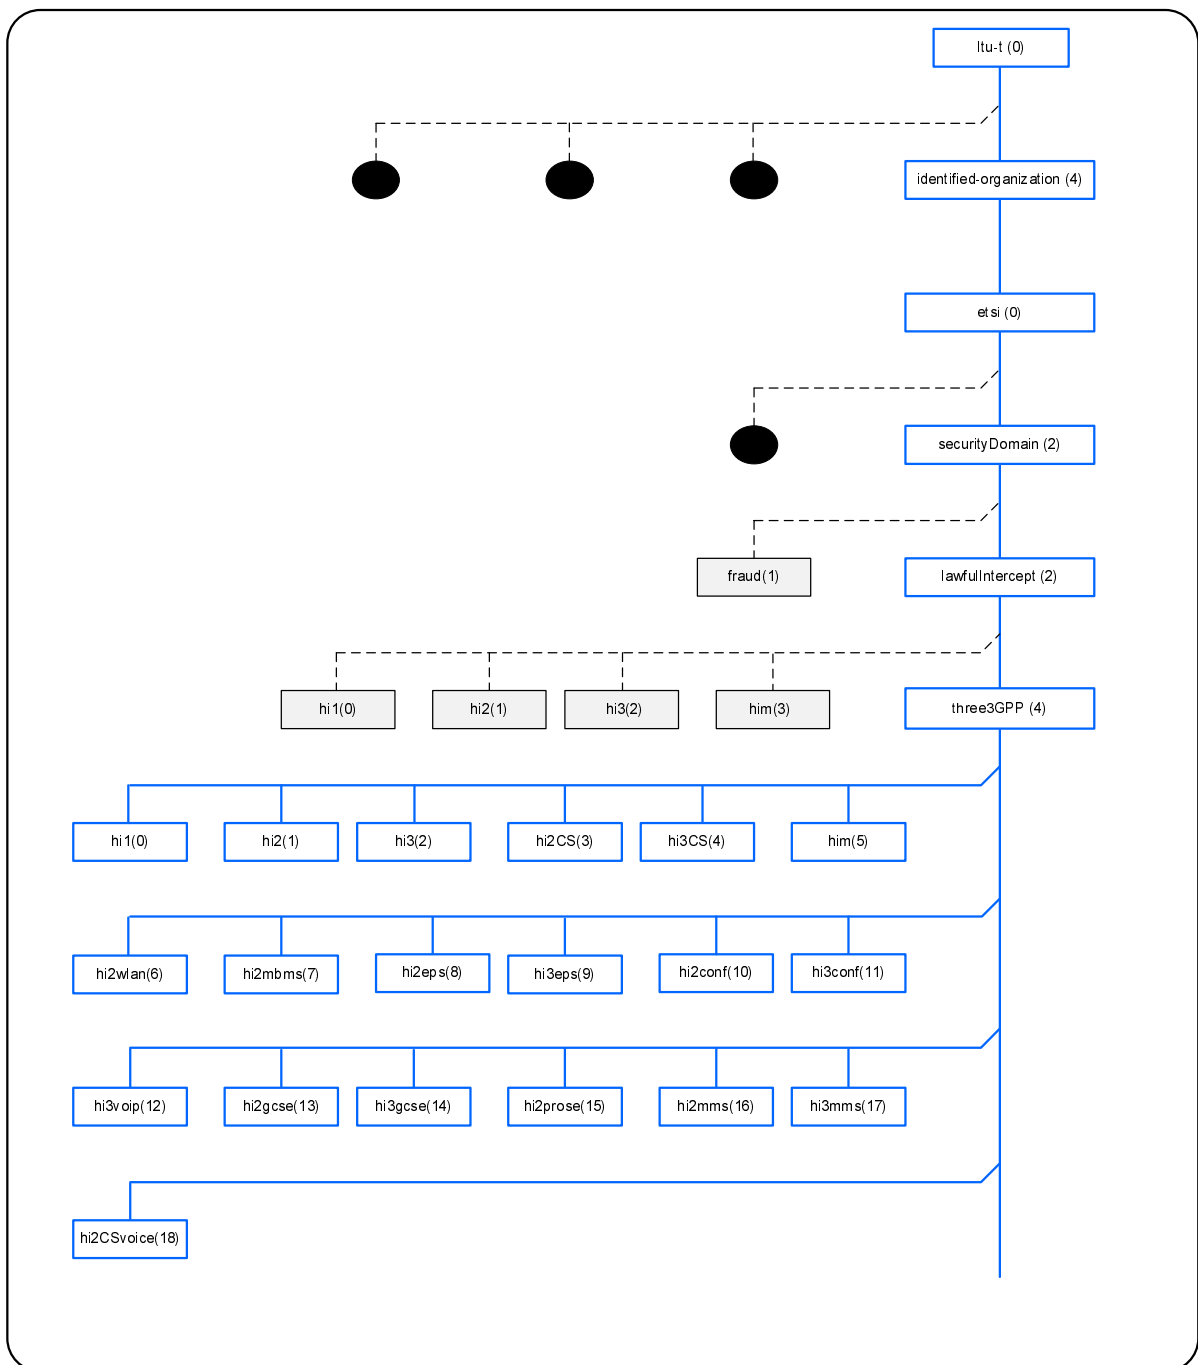 Itu-t (0)
identified-organization (4)
etsi (0)
securityDomain (2)
fraud(1)
lawfulIntercept (2)
hi1(0)
hi2(1)
hi3(2)
him(3)
three3GPP (4)
hi1(0)
hi2(1)
hi3(2)
hi2CS(3)
hi3CS(4)
him(5)
hi2wlan(6)
hi2mbms(7)
hi2eps(8)
hi3eps(9)
hi2conf(10)
hi3conf(11)
hi3voip(12)
hi2gcse(13)
hi3gcse(14)
hi2prose(15)
hi2mms(16)
hi3mms(17)
hi2CSvoice(18)